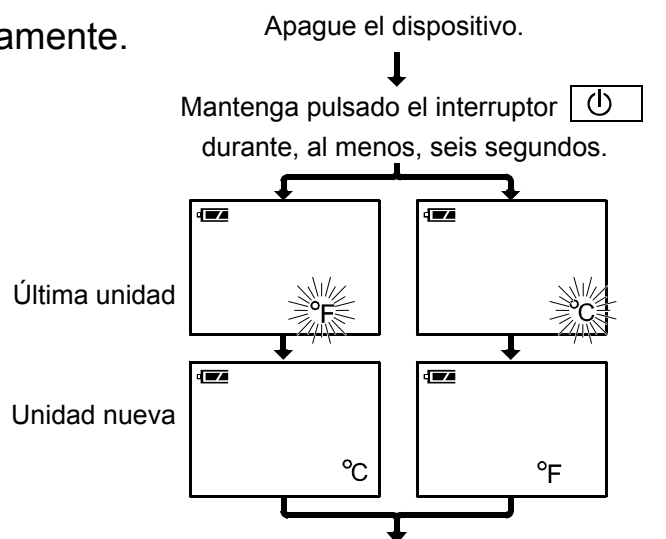 amente.
Apague el dispositivo.
Mantenga pulsado el interruptor
durante, al menos, seis segundos.
Última unidad
°F
°C
Unidad nueva
°C
°F